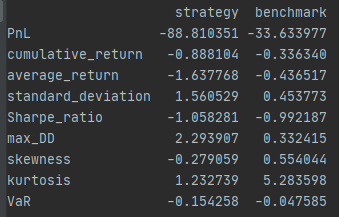 strategy benchmark
PnL -88.810351 -33.633977
cumulative_return -0.888104 -0.336340
average_return -1.637768 -0.436517
standard_deviation 1.560529 0.453773
Sharpe_ratio -1.058281 -0.992187
max_DD 2.293907 0.332415
skewness -0.279059 0.554044
kurtosis 1.232739 5.283598
VaR -0.154258 -0.047585